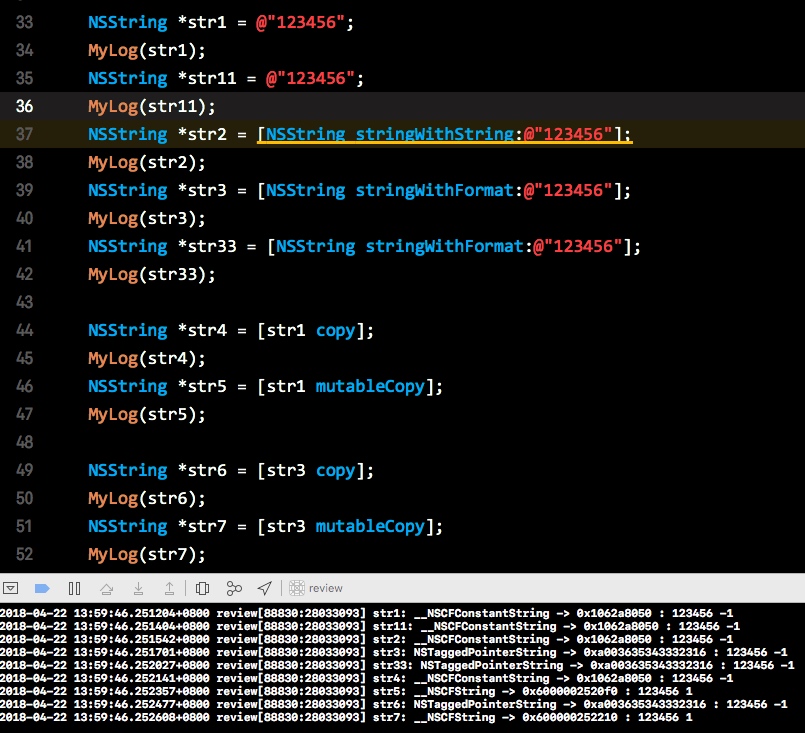 33 NSString *str1 = @"123456";
34 MyLog(str1);
35 NSString *str11 = @"123456";
36 MyLog(str11);
37 NSString *str2 = [NSString stringWithString:@"123456"];
38 MyLog(str2);
39 NSString *str3 = [NSString stringWithFormat:@"123456"];
40 MyLog(str3);
41 NSString *str33 = [NSString stringWithFormat:@"123456"];
42 MyLog(str33);
43
44 NSString *str4 = [str1 copy];
45 MyLog(str4);
46 NSString *str5 = [str1 mutableCopy];
47 MyLog(str5);
48
49 NSString *str6 = [str3 copy];
50 MyLog(str6);
51 NSString *str7 = [str3 mutableCopy];
52 MyLog(str7);
review
2018-04-22 13:59:46.251204+0800 review[88830:28033093] str1: __NSCFConstantString -> 0x1062a8050 : 123456 -1
2018-04-22 13:59:46.251404+0800 review[88830:28033093] str11: __NSCFConstantString -> 0x1062a8050 : 123456 -1
2018-04-22 13:59:46.251542+0800 review[88830:28033093] str2: __NSCFConstantString -> 0x1062a8050 : 123456 -1
2018-04-22 13:59:46.251701+0800 review[88830:28033093] str3: NSTaggedPointerString -> 0xa003635343332316 : 123456 -1
2018-04-22 13:59:46.252027+0800 review[88830:28033093] str33: NSTaggedPointerString -> 0xa003635343332316 : 123456 -1
2018-04-22 13:59:46.252141+0800 review[88830:28033093] str4: __NSCFConstantString -> 0x1062a8050 : 123456 -1
2018-04-22 13:59:46.252357+0800 review[88830:28033093] str5: __NSCFString -> 0x6000002520f0 : 123456 1
2018-04-22 13:59:46.252477+0800 review[88830:28033093] str6: NSTaggedPointerString -> 0xa003635343332316 : 123456 -1
2018-04-22 13:59:46.252608+0800 review[88830:28033093] str7: __NSCFString -> 0x600000252210 : 123456 1